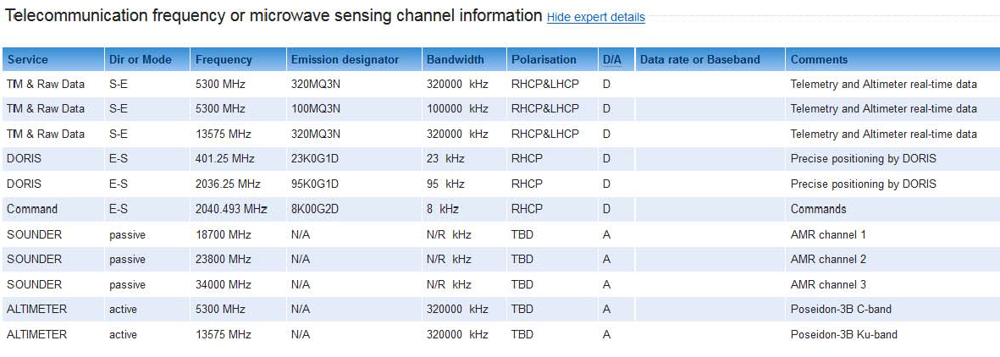 Telecommunication frequency or microwave sensing channel information Hide expert details
Service Dir or Mode Frequency Emission designator Bandwidth Polarisation D/A Data rate or Baseband Comments
TM & Raw Data S-E 5300 MHz 320MQ3N 320000 kHz RHCP&LHCP D Telemetry and Altimeter real-time data
TM & Raw Data S-E 5300 MHz 100MQ3N 100000 kHz RHCP&LHCP D Telemetry and Altimeter real-time data
TM & Raw Data S-E 13575 MHz 320MQ3N 320000 kHz RHCP&LHCP D Telemetry and Altimeter real-time data
DORIS E-S 401.25 MHz 23K0G1D 23 kHz RHCP D Precise positioning by DORIS
DORIS E-S 2036.25 MHz 95K0G1D 95 kHz RHCP D Precise positioning by DORIS
Command E-S 2040.493 MHz 8K00G2D 8 kHz RHCP D Commands
SOUNDER passive 18700 MHz N/A N/R kHz TBD A AMR channel 1
SOUNDER passive 23800 MHz N/A N/R kHz TBD A AMR channel 2
SOUNDER passive 34000 MHz N/A N/R kHz TBD A AMR channel 3
ALTIMETER active 5300 MHz N/A 320000 kHz TBD A Poseidon-3B C-band
ALTIMETER active 13575 MHz N/A 320000 kHz TBD A Poseidon-3B Ku-band